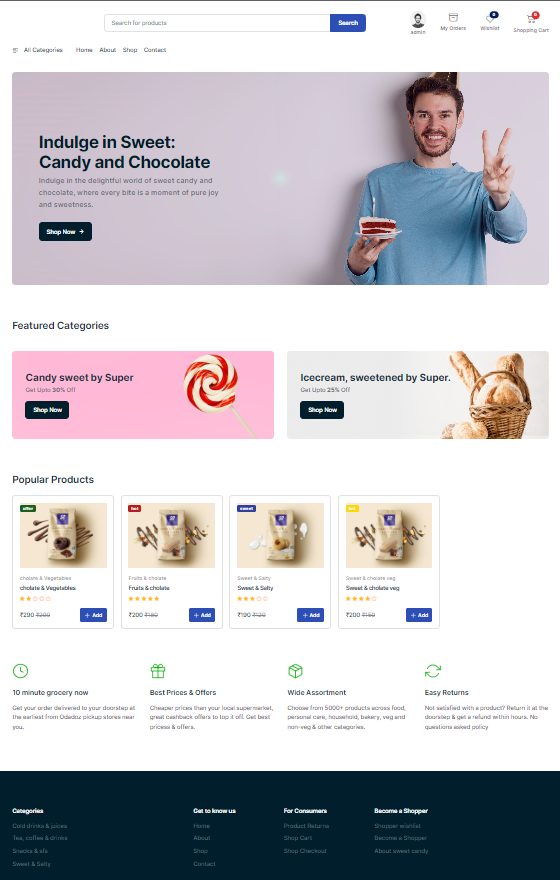 Search for products
Search
admin
My Orders
0
Wishlist
0
Shopping Cart
All Categories
Home
About
Shop
Contact
Indulge in Sweet:
Candy and Chocolate
Indulge in the delightful world of sweet candy and
chocolate, where every bite is a moment of pure joy
and sweetness.
Shop Now →
Featured Categories
Candy sweet by Super
Get Upto 30% Off
Shop Now
Icecream, sweetened by Super.
Get Upto 25% Off
Shop Now
Popular Products
offer
cholate & Vegetables
cholate & Vegetables
₹290 ₹300
+ Add
hot
Fruits & cholate
Fruits & cholate
₹200 ₹180
+ Add
sweet
Sweet & Salty
Sweet & Salty
₹190 ₹120
+ Add
hot
Sweet & cholate veg
Sweet & cholate veg
₹200 ₹150
+ Add
10 minute grocery now
Get your order delivered to your doorstep at
the earliest from Odedoz pickup stores near
you.
Best Prices & Offers
Cheaper prices than your local supermarket,
great cashback offers to top it off. Get best
pricess & offers.
Wide Assortment
Choose from 5000+ products across food,
personal care, household, bakery, veg and
non-veg & other categories.
Easy Returns
Not satisfied with a product? Return it at the
doorstep & get a refund within hours. No
questions asked policy
Categories
Cord drinks & juices
Tea, coffee & drinks
Snacks & efs
Sweet & Salty
Get to know us
Home
About
Shop
Contact
For Consumers
Product Returns
Shop Cart
Shop Checkout
Become a Shopper
Shopper wishlist
Become a Shopper
About sweet candy